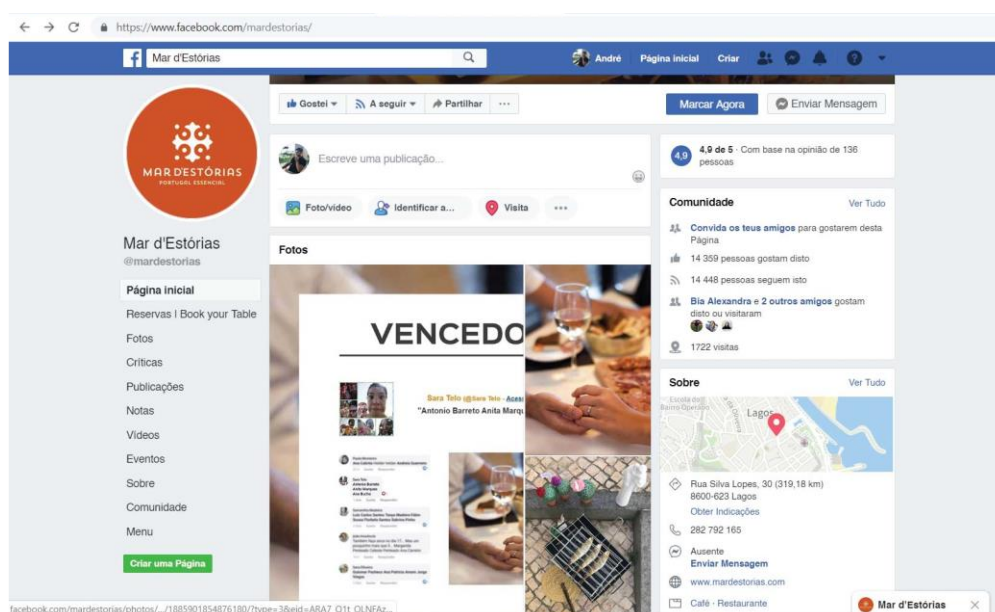 https://www.facebook.com/mardestorias/
Mar d'Estórias
André Página inicial Criar
MAR D'ESTÓRIAS
PORTUGAL ESSENCIAL
Mar d'Estórias
@mardestorias
Página inicial
Reservas I Book your Table
Fotos
Críticas
Publicações
Notas
Vídeos
Eventos
Sobre
Comunidade
Menu
Criar uma Página
Gostei A seguir Partilhar ...
Marcar Agora Enviar Mensagem
Escreve uma publicação...
Foto/vídeo Identificar a... Visita ...
Fotos
VENCEDO
Sara Telo
"Antonio Barreto Anita Marqu
4,9
4,9 de 5 · Com base na opinião de 136
pessoas
Comunidade Ver Tudo
Convida os teus amigos para gostarem desta
Página
14 359 pessoas gostam disto
14 448 pessoas seguem isto
Bia Alexandra e 2 outros amigos gostam
disto ou visitaram
1722 visitas
Sobre Ver Tudo
Lagos
Rua Silva Lopes, 30 (319,18 km)
8600-623 Lagos
Obter Indicações
282 792 165
Ausente
Enviar Mensagem
www.mardestorias.com
Café · Restaurante
Mar d'Estórias